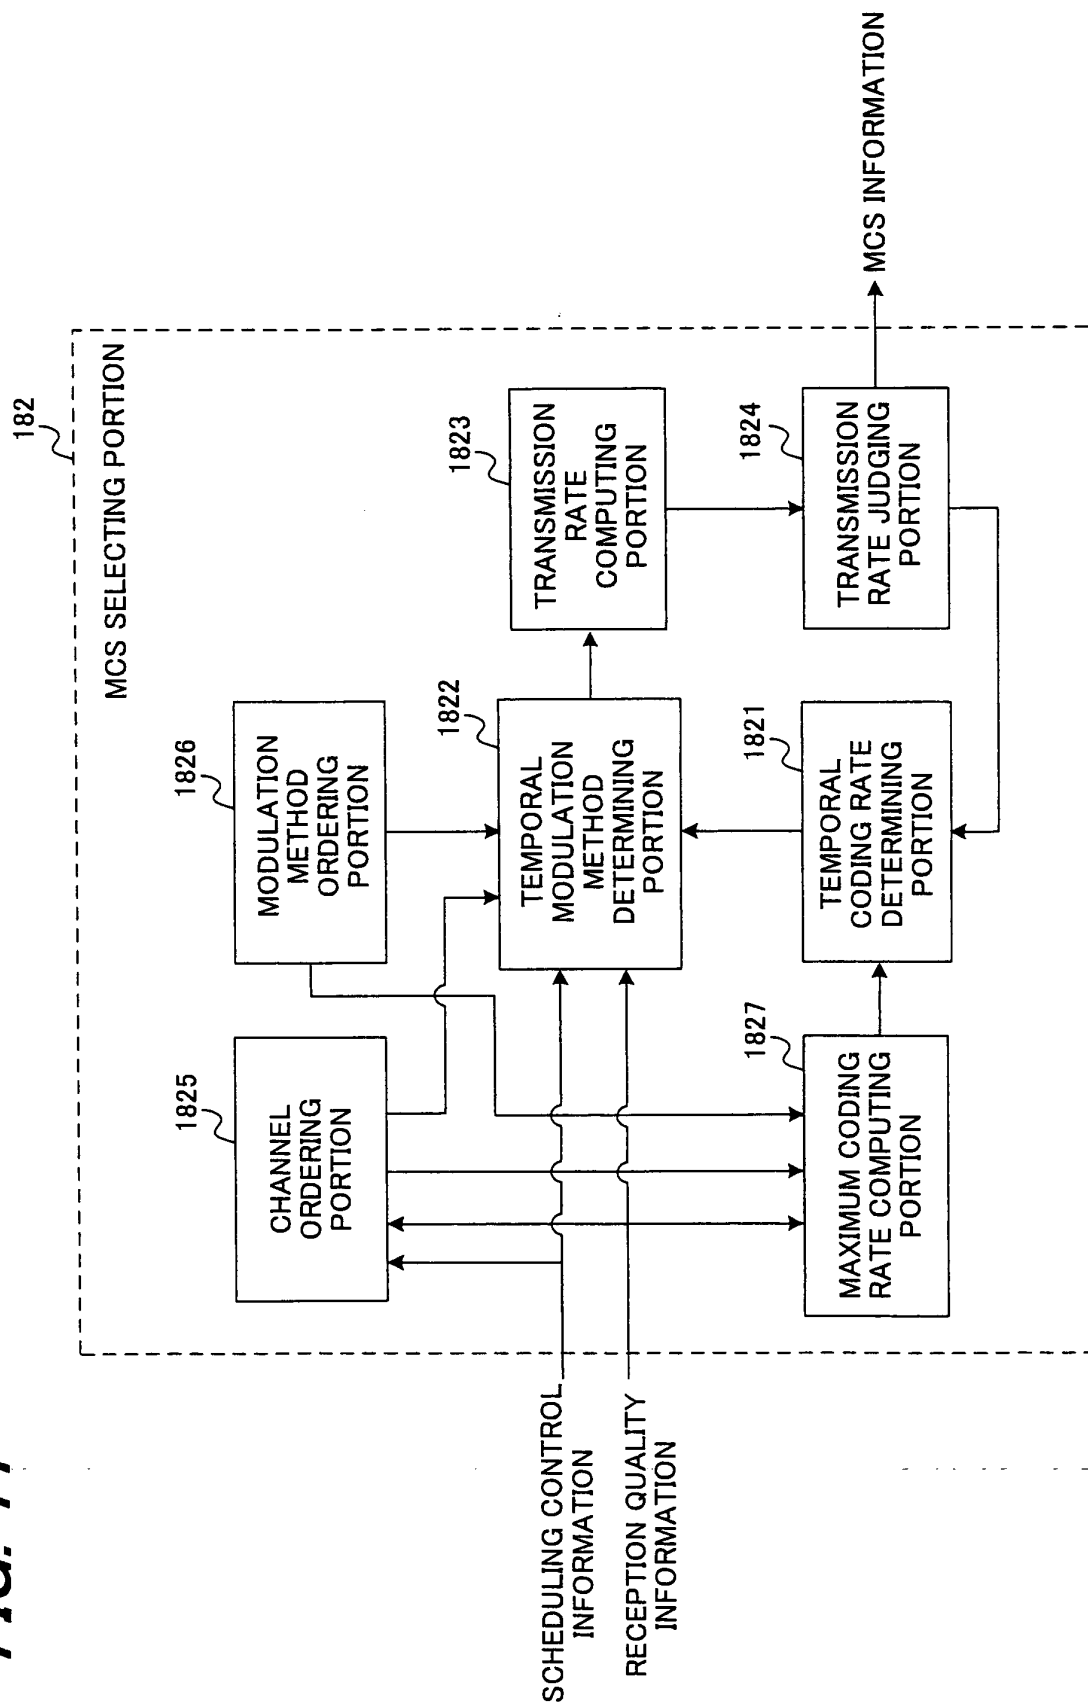 182
MCS SELECTING PORTION
1825
CHANNEL
ORDERING
PORTION
1826
MODULATION
METHOD
ORDERING
PORTION
SCHEDULING CONTROL
INFORMATION
RECEPTION QUALITY
INFORMATION
1822
TEMPORAL
MODULATION
METHOD
DETERMINING
PORTION
1823
TRANSMISSION
RATE
COMPUTING
PORTION
1827
MAXIMUM CODING
RATE COMPUTING
PORTION
1821
TEMPORAL
CODING RATE
DETERMINING
PORTION
1824
TRANSMISSION
RATE JUDGING
PORTION
MCS INFORMATION